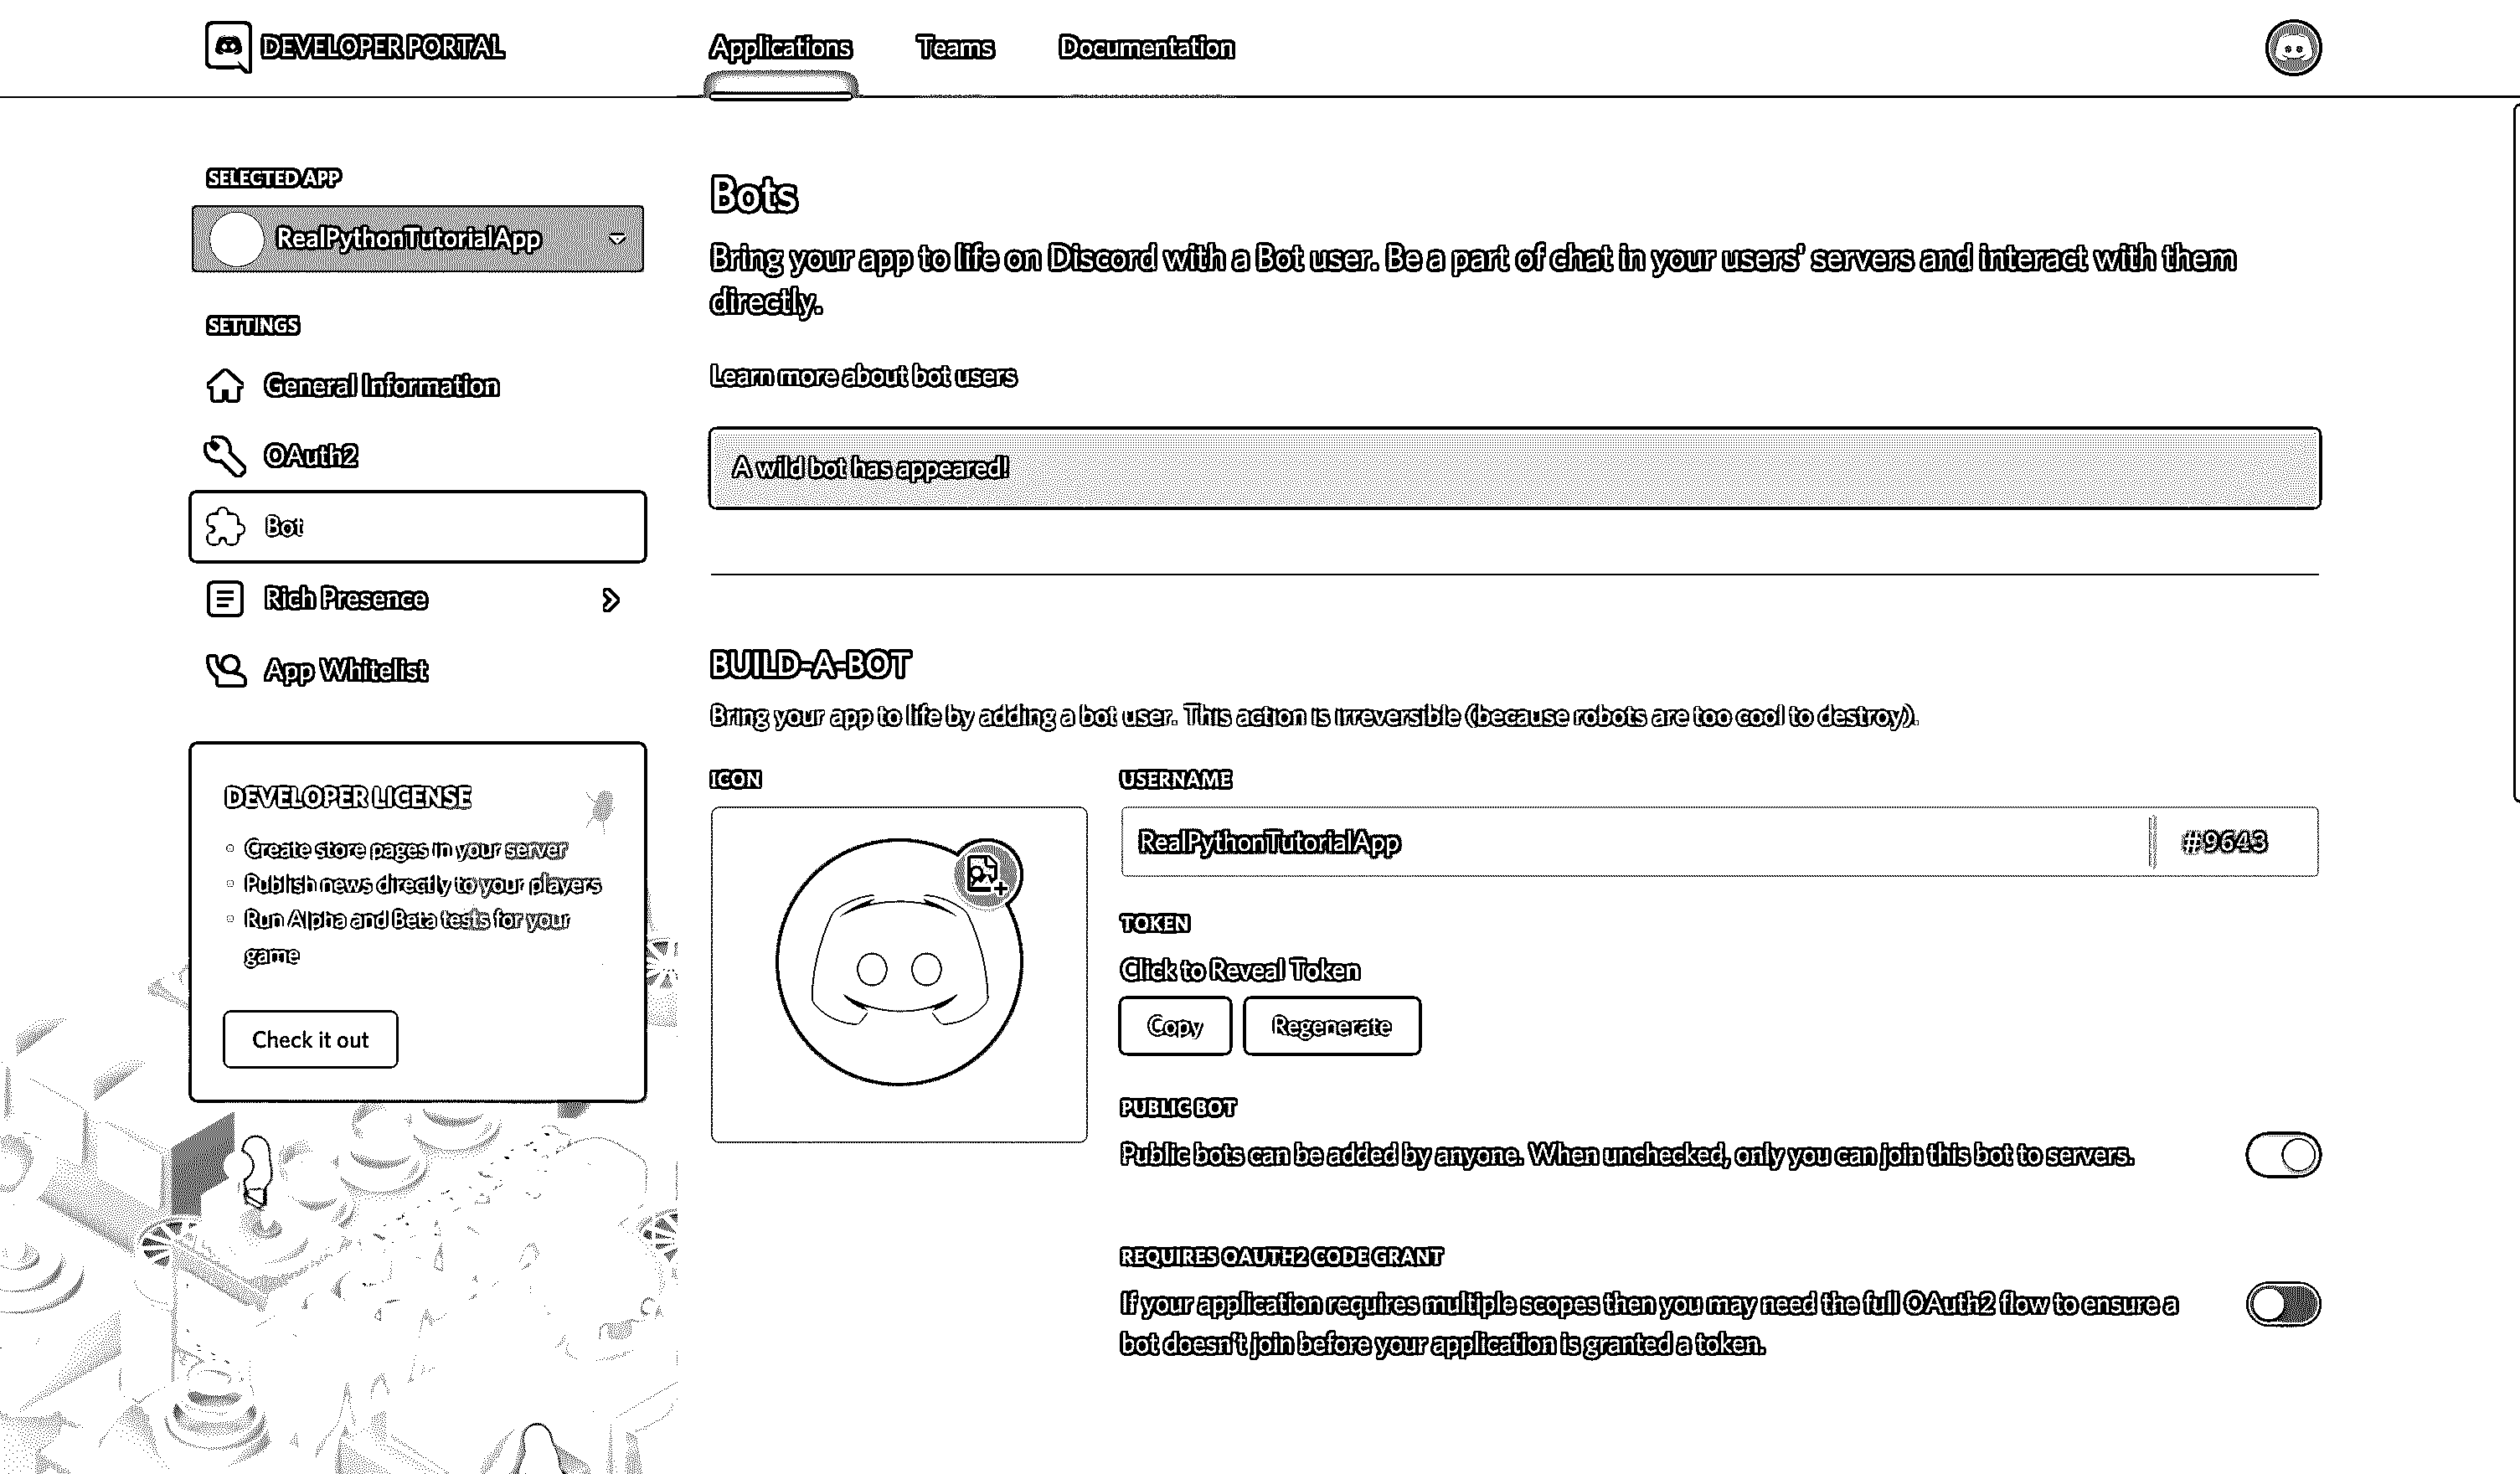 DEVELOPER PORTAL
Applications
Teams
Documentation
SELECTED APP
RealPythonTutorialApp
SETTINGS
General Information
OAuth2
Bot
Rich Presence
App Whitelist
DEVELOPER LICENSE
Create store pages in your server
Publish news directly to your players
Run Alpha and Beta tests for your
game
Check it out
Bots
Bring your app to life on Discord with a Bot user. Be a part of chat in your users' servers and interact with them
directly.
Learn more about bot users
A wild bot has appeared!
BUILD-A-BOT
Bring your app to life by adding a bot user. This action is irreversible (because robots are too cool to destroy).
ICON
USERNAME
RealPythonTutorialApp
#9643
TOKEN
Click to Reveal Token
Copy
Regenerate
PUBLIC BOT
Public bots can be added by anyone. When unchecked, only you can join this bot to servers.
REQUIRES OAUTH2 CODE GRANT
If your application requires multiple scopes then you may need the full OAuth2 flow to ensure a
bot doesn't join before your application is granted a token.